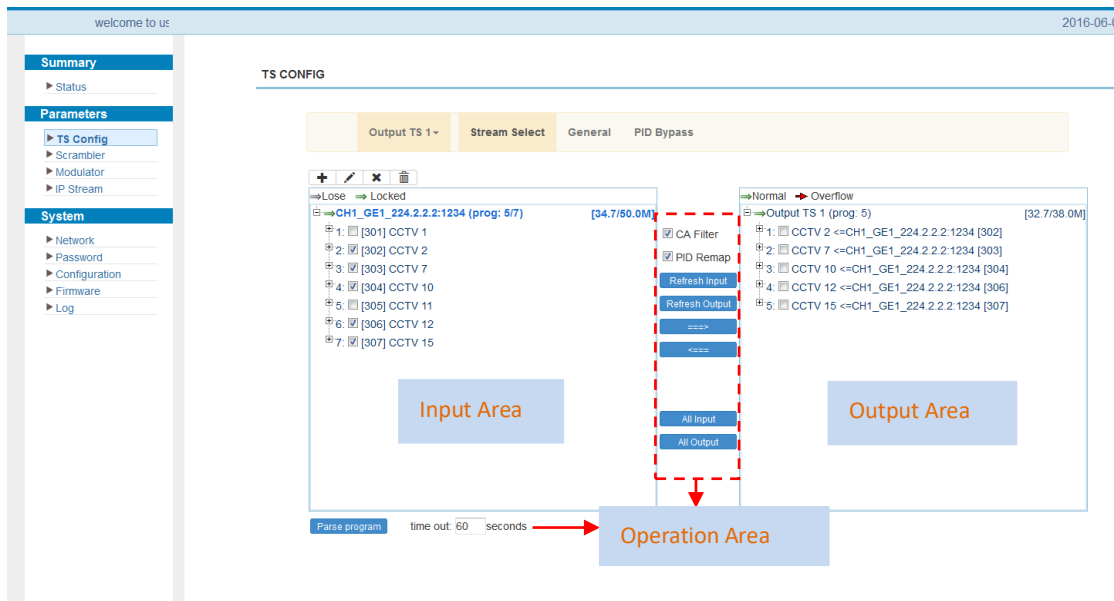 welcome to us
2016-06-0
Summary
Status
Parameters
TS Config
Scrambler
Modulator
IP Stream
System
Network
Password
Configuration
Firmware
Log
TS CONFIG
Output TS 1 Stream Select General PID Bypass
⇒Lose ⇒ Locked
⇒CH1_GE1_224.2.2.2:1234 (prog: 5/7) [34.7/50.0M]
1: [301] CCTV 1
2: [302] CCTV 2
3: [303] CCTV 7
4: [304] CCTV 10
5: [305] CCTV 11
6: [306] CCTV 12
7: [307] CCTV 15
Input Area
CA Filter
PID Remap
Refresh Input
Refresh Output
===>
<===
All Input
All Output
⇒Normal ➔ Overflow
⇒Output TS 1 (prog: 5) [32.7/38.0M]
1: CCTV 2 <=CH1_GE1_224.2.2.2:1234 [302]
2: CCTV 7 <=CH1_GE1_224.2.2.2:1234 [303]
3: CCTV 10 <=CH1_GE1_224.2.2.2:1234 [304]
4: CCTV 12 <=CH1_GE1_224.2.2.2:1234 [306]
5: CCTV 15 <=CH1_GE1_224.2.2.2:1234 [307]
Output Area
Parse program time out: 60 seconds
Operation Area